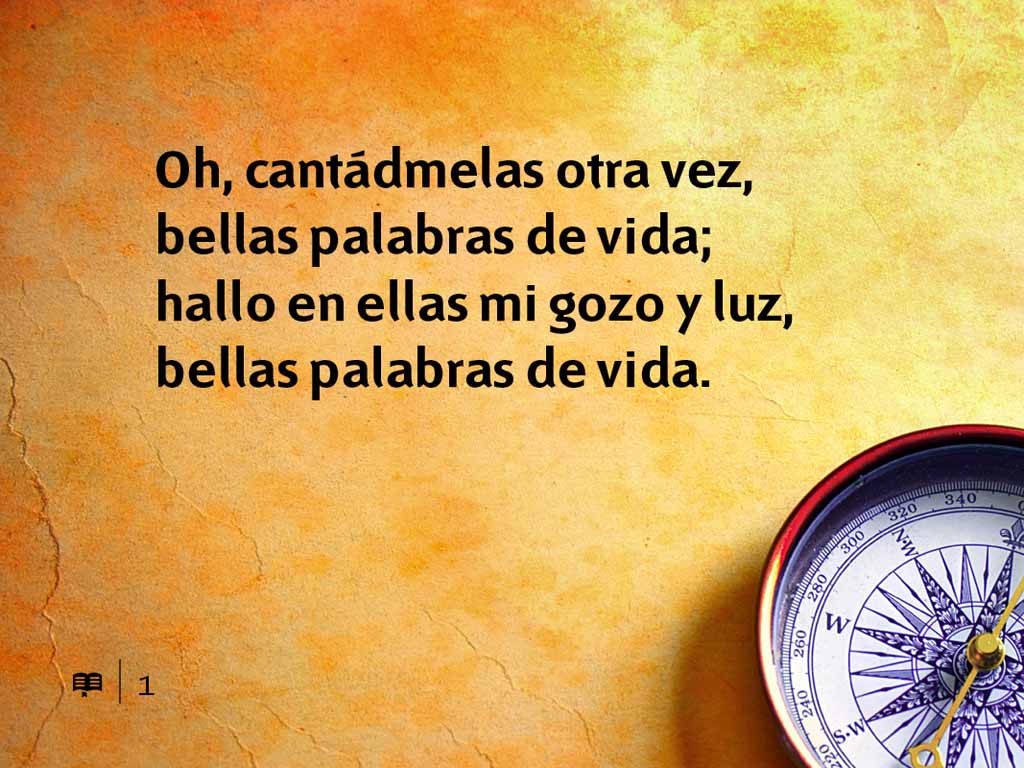 Oh, cantádmelas otra vez,
bellas palabras de vida;
hallo en ellas mi gozo y luz,
bellas palabras de vida.
1
340
320
N-W
300
280
W
260
240
S-W
220